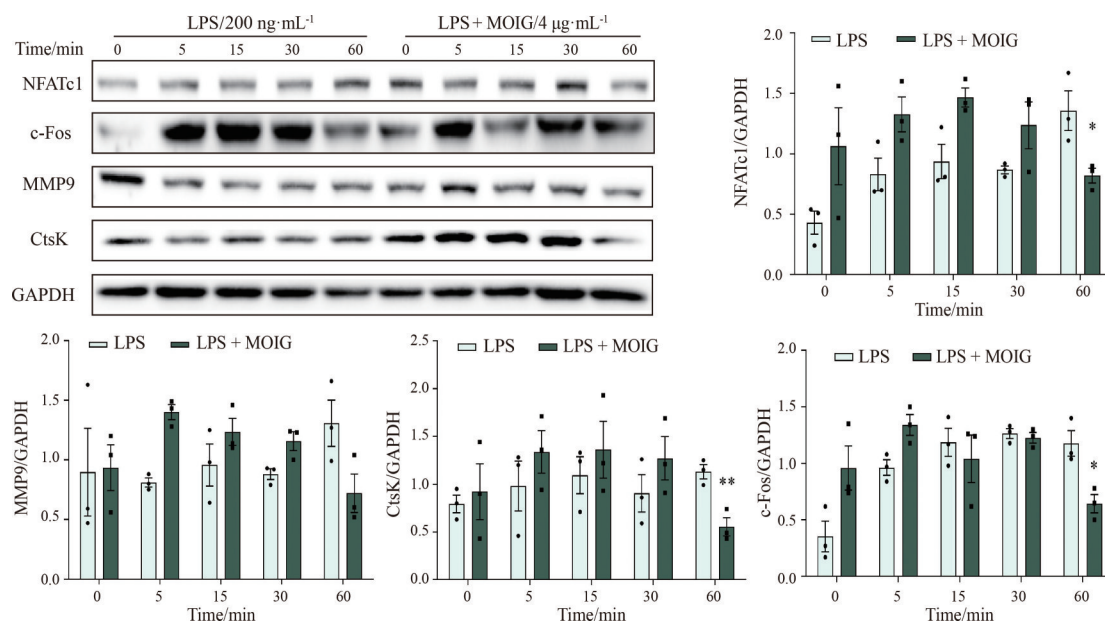 LPS/200 ng·mL⁻¹ LPS + MOIG/4 μg·mL⁻¹
Time/min 0 5 15 30 60 0 5 15 30 60
NFATc1
c-Fos
MMP9
CtsK
GAPDH
NFATc1/GAPDH
2.0
1.5
1.0
0.5
0.0
LPS LPS + MOIG
*
0 5 15 30 60
Time/min
MMP9/GAPDH
2.0
1.5
1.0
0.5
0.0
LPS LPS + MOIG
0 5 15 30 60
Time/min
CtsK/GAPDH
2.5
2.0
1.5
1.0
0.5
0.0
LPS LPS + MOIG
**
0 5 15 30 60
Time/min
c-Fos/GAPDH
2.0
1.5
1.0
0.5
0.0
LPS LPS + MOIG
*
0 5 15 30 60
Time/min